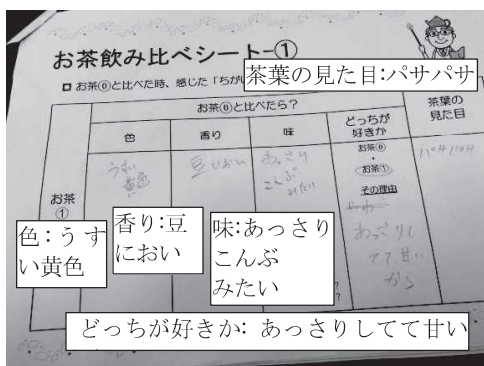 お茶飲み比べシート-①
□ お茶⓪と比べた時、感じた「ちが
茶葉の見た目:パサパサ
お茶⓪と比べたら？
茶葉の
見た目
色
香り
味
どっちが
好きか
お茶
①
うすい
黄色
豆
におい
あっさり
こんぶ
みたい
お茶⓪
・
お茶①
その理由
あっさりして
てて、甘い
から
パサパサ
色:うす
い黄色
香り:豆
におい
味:あっさり
こんぶ
みたい
どっちが好きか: あっさりしてて甘い